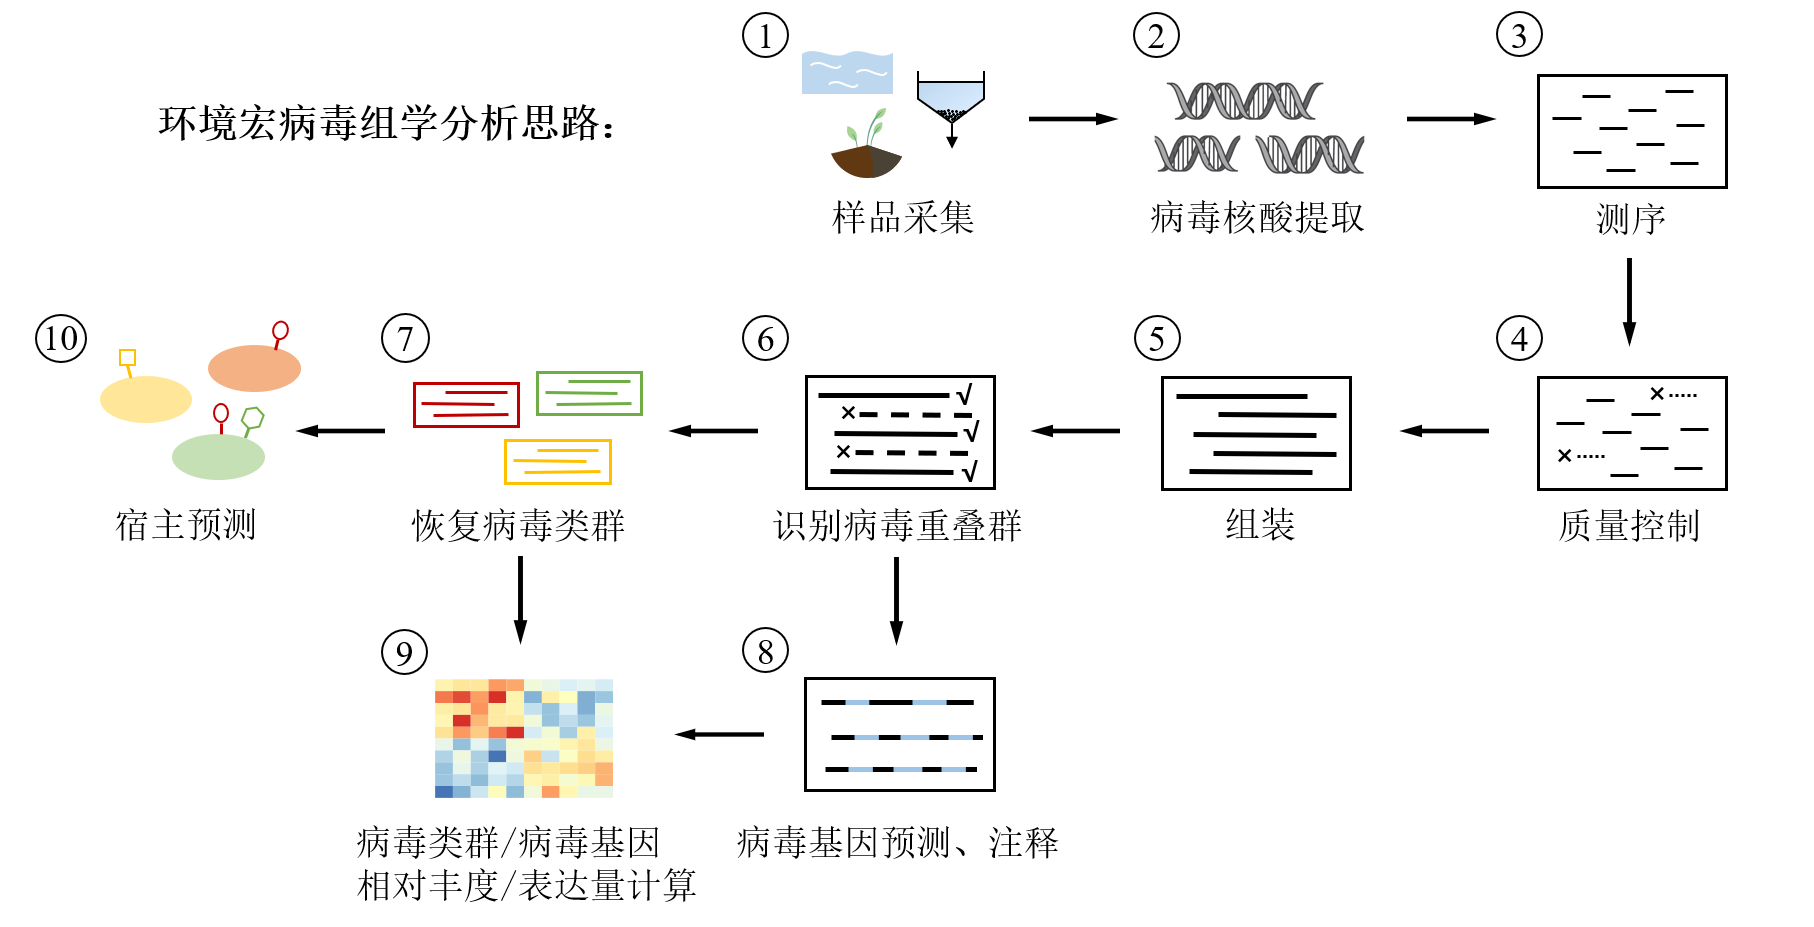 环境宏病毒组学分析思路：
①
样品采集
②
病毒核酸提取
③
测序
④
质量控制
⑤
组装
⑥
识别病毒重叠群
⑦
恢复病毒类群
⑧
病毒基因预测、注释
⑨
病毒类群/病毒基因
相对丰度/表达量计算
⑩
宿主预测